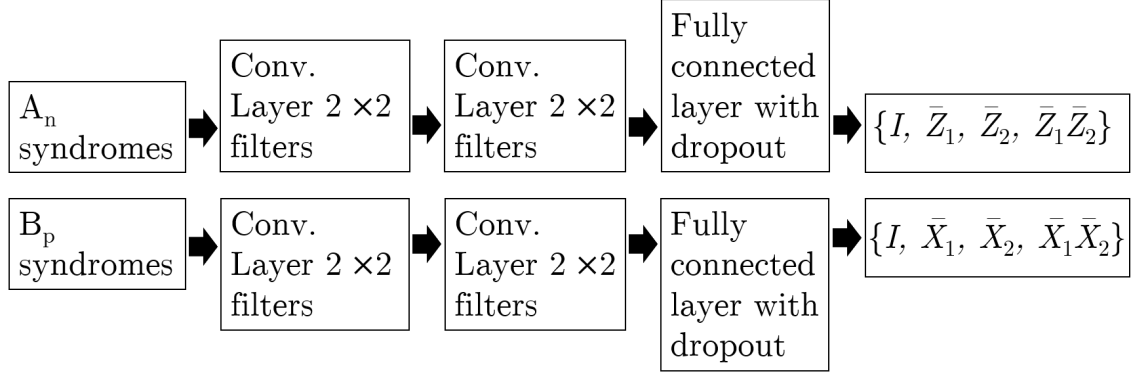 A_n
syndromes
Conv.
Layer 2 ×2
filters
Conv.
Layer 2 ×2
filters
Fully
connected
layer with
dropout
{I, Z̄_1, Z̄_2, Z̄_1Z̄_2}
B_p
syndromes
Conv.
Layer 2 ×2
filters
Conv.
Layer 2 ×2
filters
Fully
connected
layer with
dropout
{I, X̄_1, X̄_2, X̄_1X̄_2}